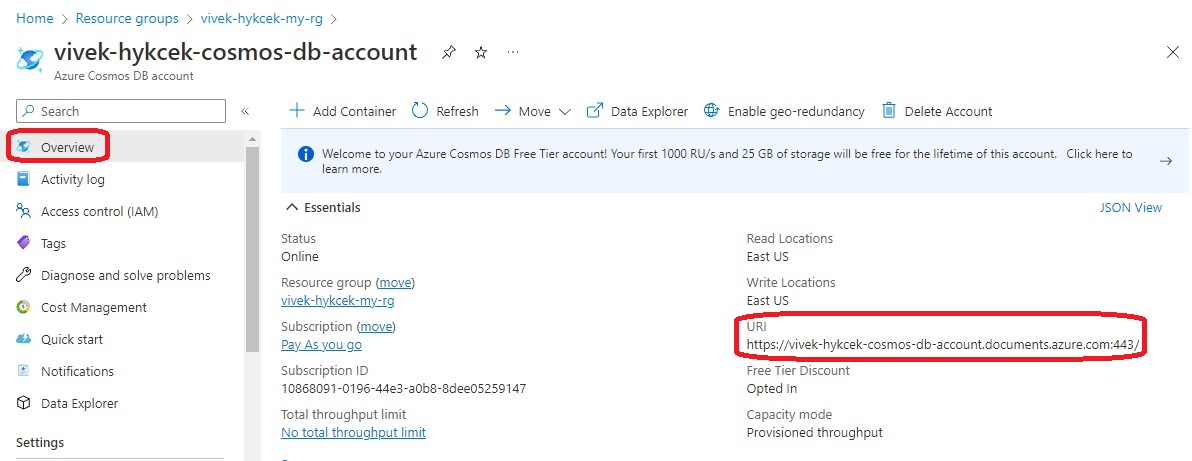 Home > Resource groups > vivek-hykcek-my-rg >
vivek-hykcek-cosmos-db-account
Azure Cosmos DB account
Search
Overview
Activity log
Access control (IAM)
Tags
Diagnose and solve problems
Cost Management
Quick start
Notifications
Data Explorer
Settings
Add Container Refresh Move Data Explorer Enable geo-redundancy Delete Account
Welcome to your Azure Cosmos DB Free Tier account! Your first 1000 RU/s and 25 GB of storage will be free for the lifetime of this account. Click here to
learn more.
Essentials
JSON View
Status
Online
Resource group (move)
vivek-hykcek-my-rg
Subscription (move)
Pay As you go
Subscription ID
10868091-0196-44e3-a0b8-8dee05259147
Total throughput limit
No total throughput limit
Read Locations
East US
Write Locations
East US
URI
https://vivek-hykcek-cosmos-db-account.documents.azure.com:443/
Free Tier Discount
Opted In
Capacity mode
Provisioned throughput